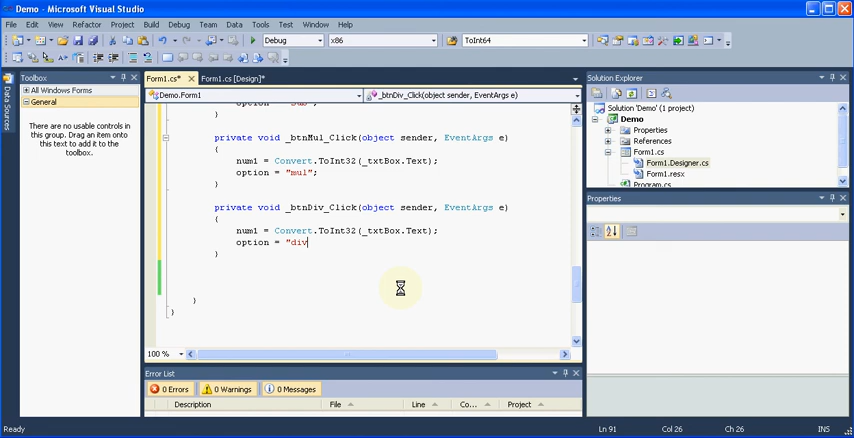 Demo - Microsoft Visual Studio
File Edit View Refactor Project Build Debug Team Data Tools Test Window Help
Debug x86 ToInt64
Toolbox
All Windows Forms
General
There are no usable controls in
this group. Drag an item onto
this text to add it to the
toolbox.
Data Sources
Form1.cs* Form1.cs [Design]*
Demo.Form1 _btnDiv_Click(object sender, EventArgs e)
}
private void _btnMul_Click(object sender, EventArgs e)
{
num1 = Convert.ToInt32(_txtBox.Text);
option = "mul";
}
private void _btnDiv_Click(object sender, EventArgs e)
{
num1 = Convert.ToInt32(_txtBox.Text);
option = "div
}
}
}
100 %
Error List
0 Errors 0 Warnings 0 Messages
Description File Line Co... Project
Solution Explorer
Solution 'Demo' (1 project)
Demo
Properties
References
Form1.cs
Form1.Designer.cs
Form1.resx
Program.cs
Properties
Ready Ln 91 Col 26 Ch 26 INS